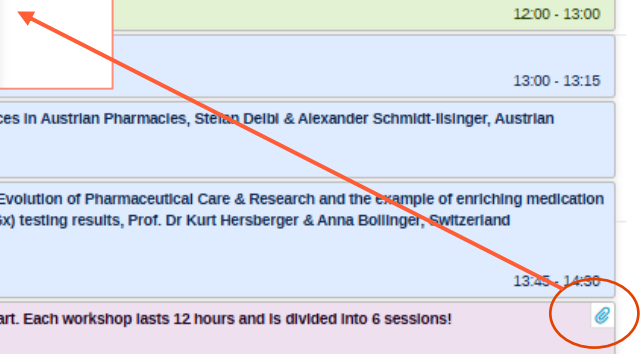 12:00 - 13:00
13:00 - 13:15
ces in Austrian Pharmacies, Stefan Deibl & Alexander Schmidt-Ilsinger, Austrian
Evolution of Pharmaceutical Care & Research and the example of enriching medication
Gx) testing results, Prof. Dr Kurt Hersberger & Anna Bollinger, Switzerland
13:45 - 14:30
art. Each workshop lasts 12 hours and is divided into 6 sessions!